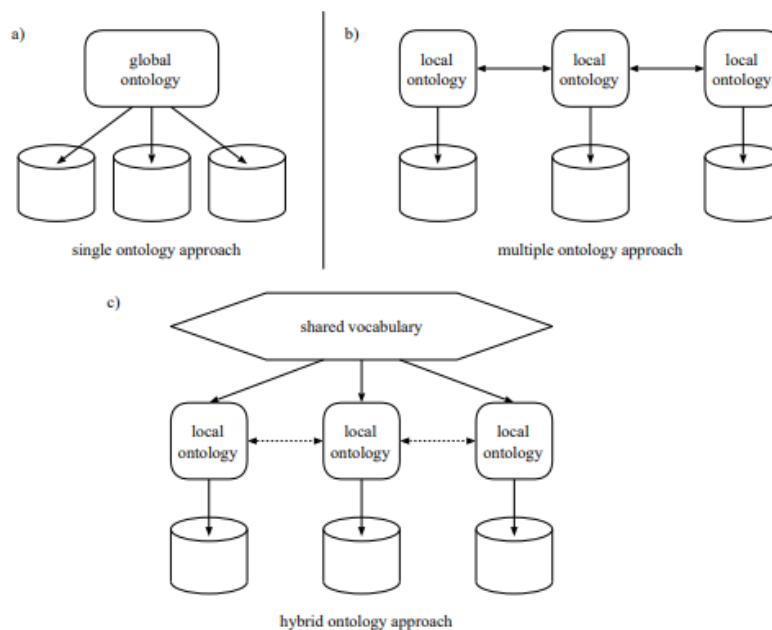 a)
global
ontology
single ontology approach
b)
local
ontology
local
ontology
local
ontology
multiple ontology approach
c)
shared vocabulary
local
ontology
local
ontology
local
ontology
hybrid ontology approach